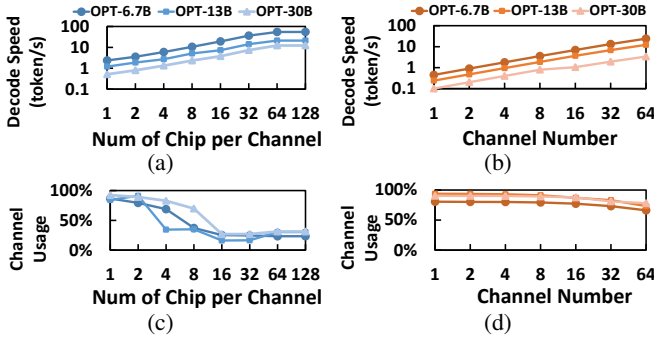 OPT-6.7B OPT-13B OPT-30B
Decode Speed
(token/s)
100
10
1
0.1
1 2 4 8 16 32 64 128
Num of Chip per Channel
(a)
OPT-6.7B OPT-13B OPT-30B
Decode Speed
(token/s)
100
10
1
0.1
1 2 4 8 16 32 64
Channel Number
(b)
Channel
Usage
100%
50%
0%
1 2 4 8 16 32 64 128
Num of Chip per Channel
(c)
Channel
Usage
100%
50%
0%
1 2 4 8 16 32 64
Channel Number
(d)